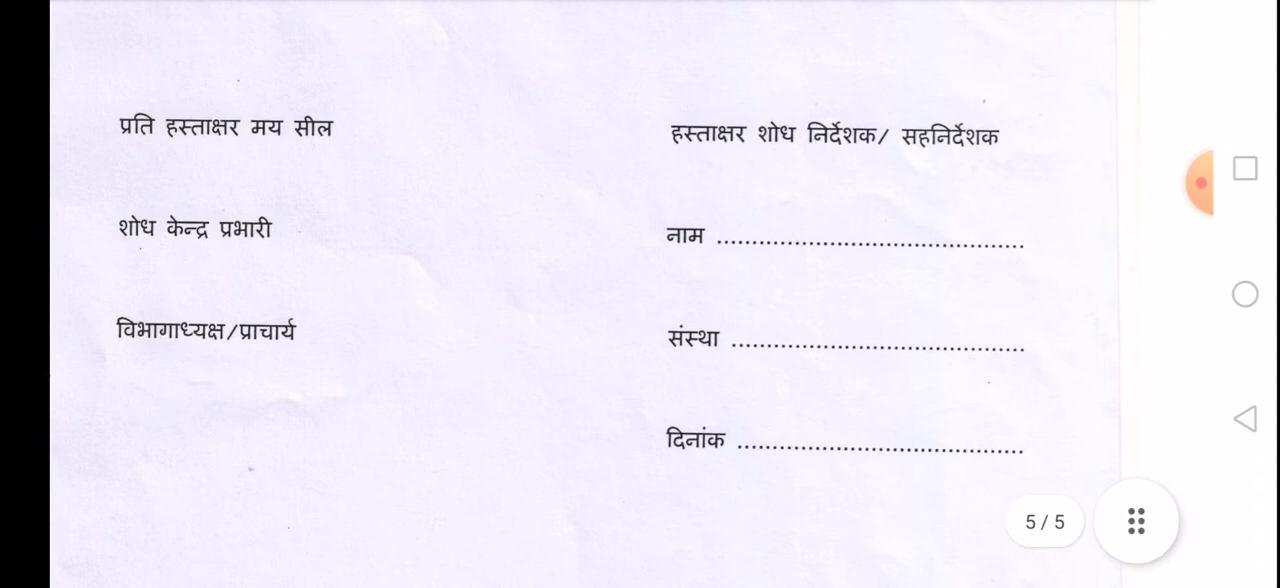 प्रति हस्ताक्षर मय सील
हस्ताक्षर शोध निर्देशक/ सहनिर्देशक
शोध केन्द्र प्रभारी
नाम ............................................
विभागाध्यक्ष/प्राचार्य
संस्था ..........................................
दिनांक .........................................
5 / 5